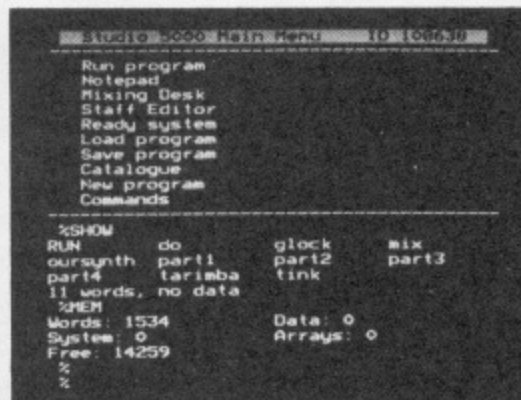 Studio 5000 Main Menu ID 100630
Run program
Notepad
Mixing Desk
Staff Editor
Ready system
Load program
Save program
Catalogue
New program
Commands
%SHOW
RUN do glock mix
oursynth part1 part2 part3
part4 tarimba tink
11 words, no data
%MEM
Words: 1534 Data: 0
System: 0 Arrays: 0
Free: 14259
%
%